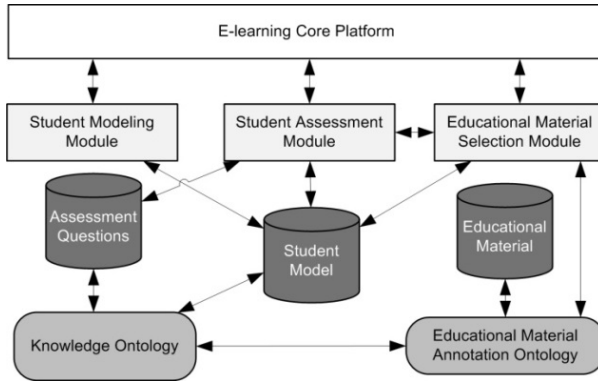 E-learning Core Platform
Student Modeling
Module
Student Assessment
Module
Educational Material
Selection Module
Assessment
Questions
Student
Model
Educational
Material
Knowledge Ontology
Educational Material
Annotation Ontology